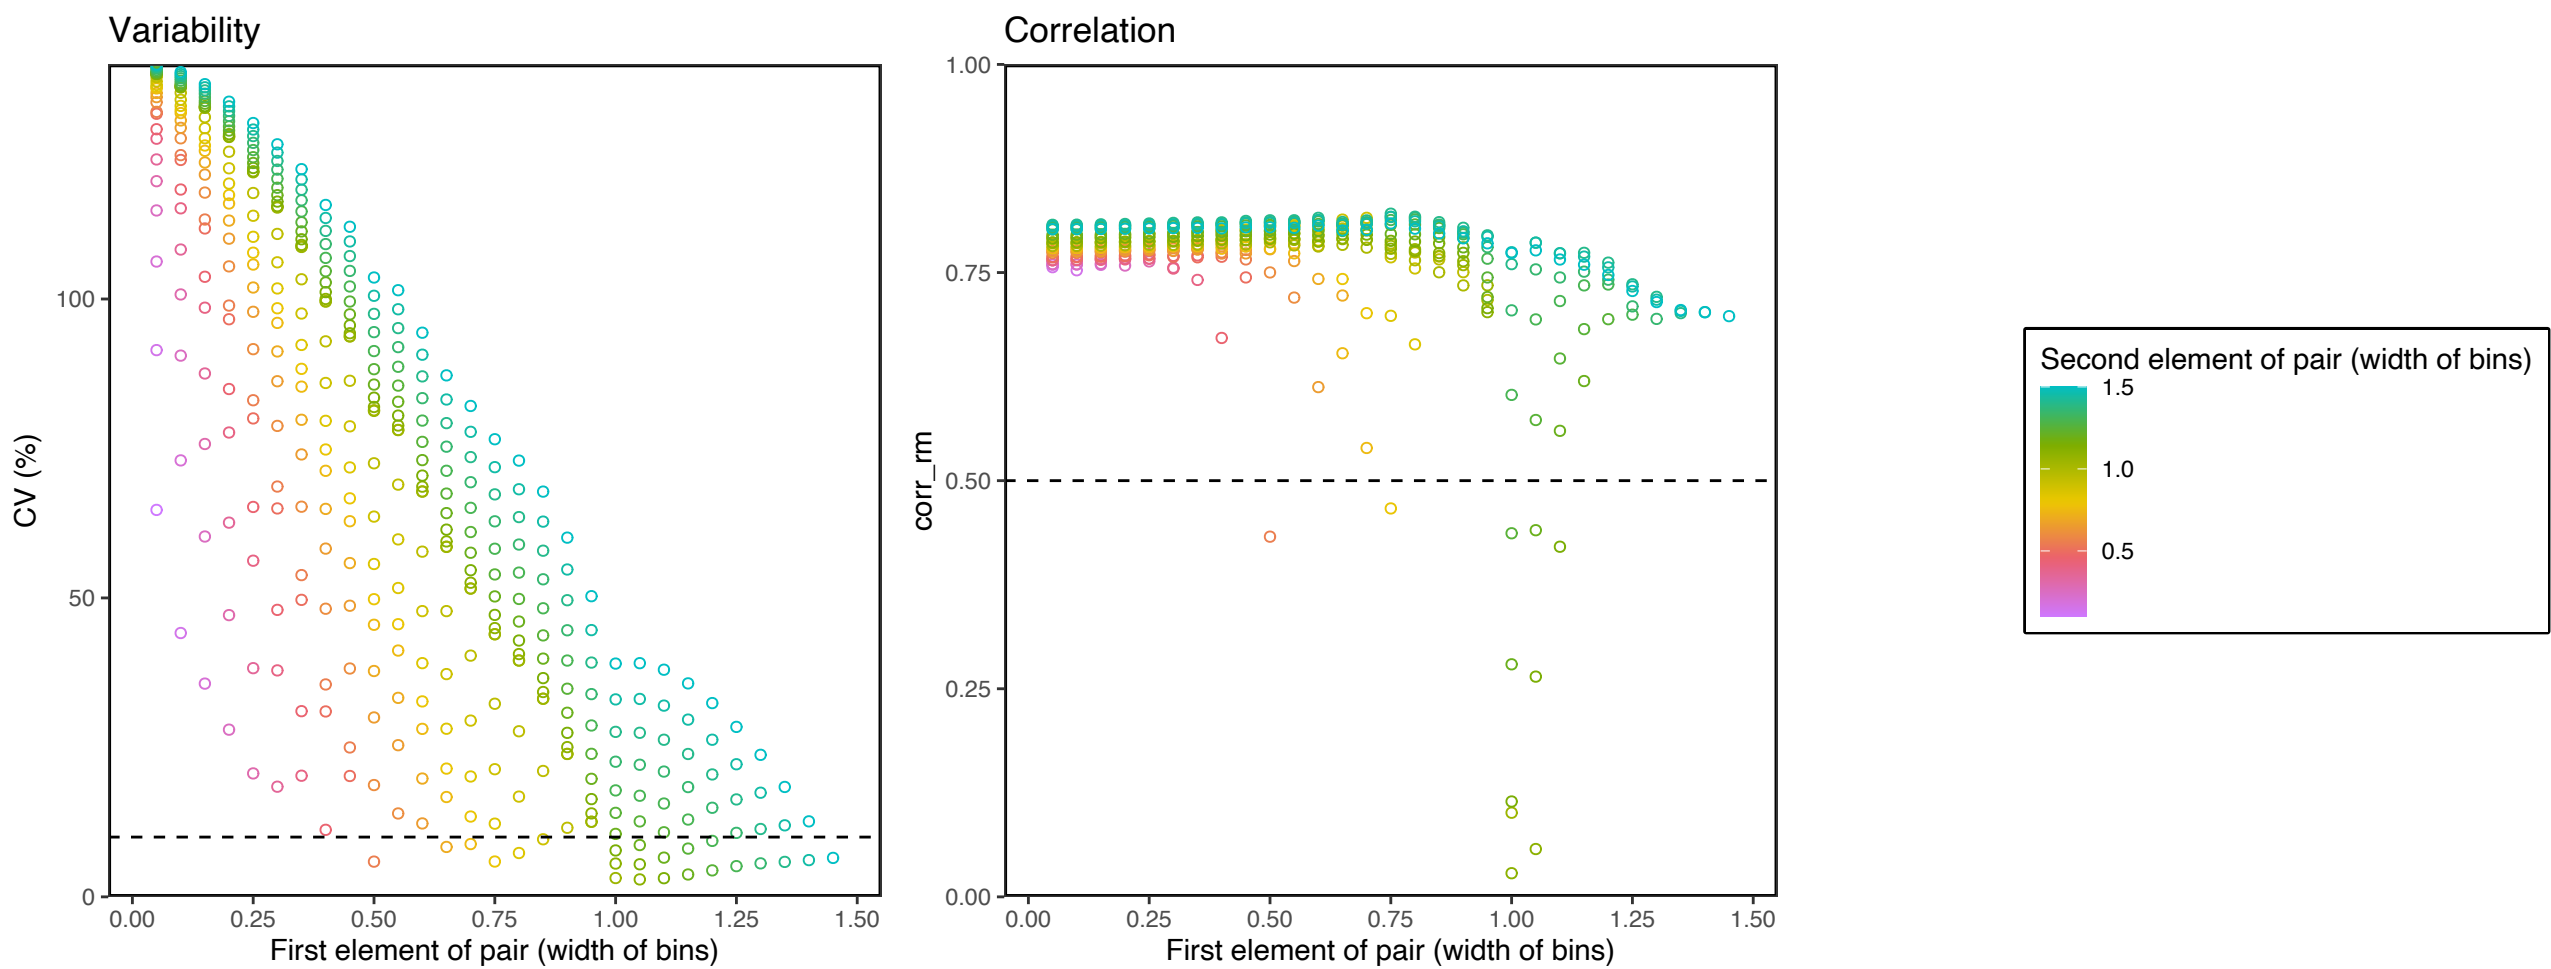 Variability
CV (%)
100
50
0
0.00 0.25 0.50 0.75 1.00 1.25 1.50
First element of pair (width of bins)
Correlation
corr_rm
1.00
0.75
0.50
0.25
0.00
0.00 0.25 0.50 0.75 1.00 1.25 1.50
First element of pair (width of bins)
Second element of pair (width of bins)
1.5
1.0
0.5